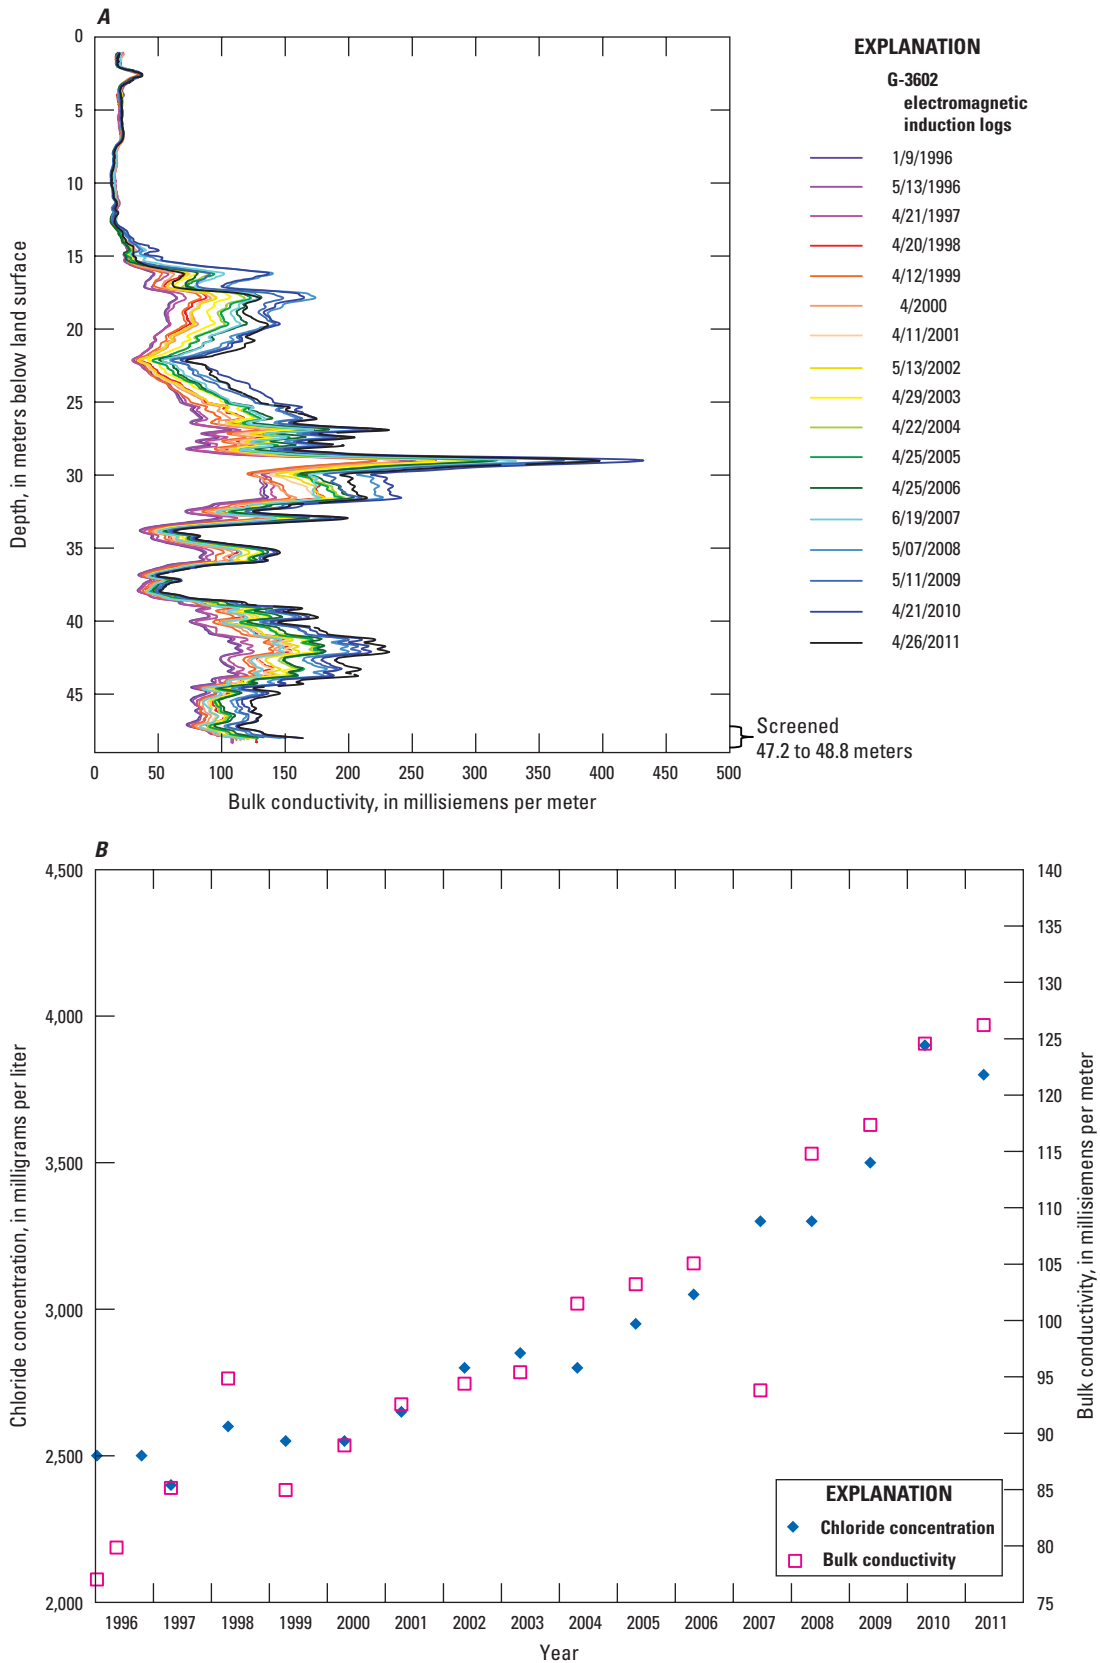 A
0
5
10
15
20
25
30
35
40
45
Depth, in meters below land surface
0 50 100 150 200 250 300 350 400 450 500
Bulk conductivity, in millisiemens per meter
EXPLANATION
G-3602
electromagnetic
induction logs
1/9/1996
5/13/1996
4/21/1997
4/20/1998
4/12/1999
4/2000
4/11/2001
5/13/2002
4/29/2003
4/22/2004
4/25/2005
4/25/2006
6/19/2007
5/07/2008
5/11/2009
4/21/2010
4/26/2011
Screened
47.2 to 48.8 meters
B
4,500
4,000
3,500
3,000
2,500
2,000
Chloride concentration, in milligrams per liter
140
135
130
125
120
115
110
105
100
95
90
85
80
75
Bulk conductivity, in millisiemens per meter
EXPLANATION
Chloride concentration
Bulk conductivity
1996 1997 1998 1999 2000 2001 2002 2003 2004 2005 2006 2007 2008 2009 2010 2011
Year